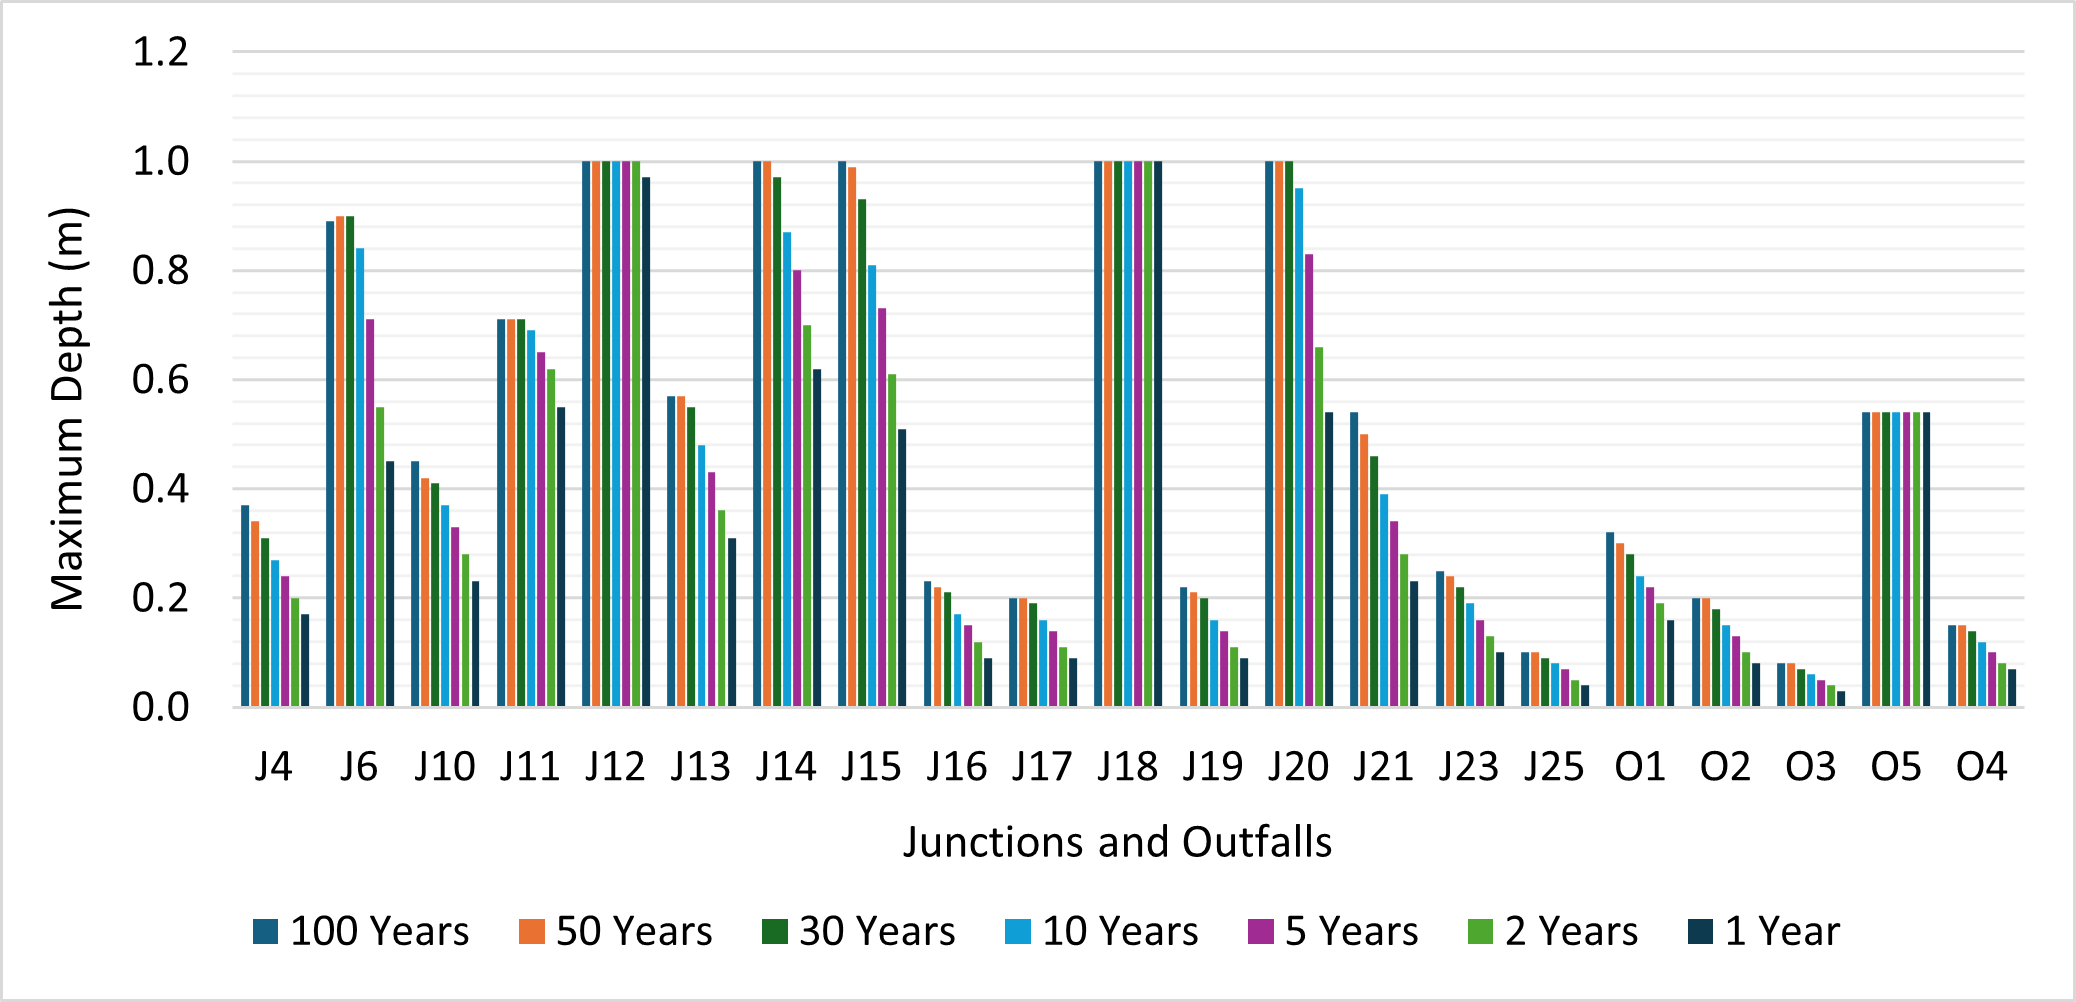 1.2
1.0
0.8
0.6
0.4
0.2
0.0
Maximum Depth (m)
J4 J6 J10 J11 J12 J13 J14 J15 J16 J17 J18 J19 J20 J21 J23 J25 O1 O2 O3 O5 O4
Junctions and Outfalls
100 Years 50 Years 30 Years 10 Years 5 Years 2 Years 1 Year